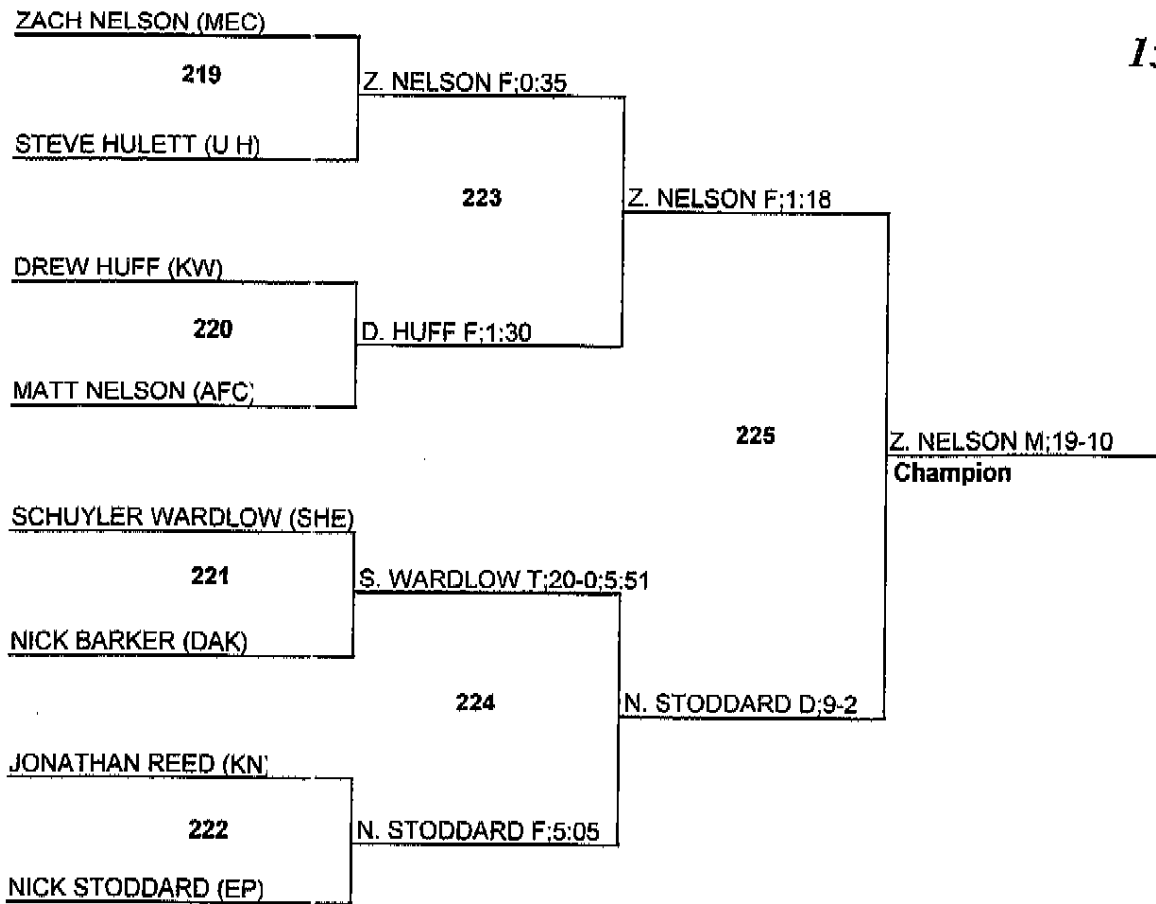 ZACH NELSON (MEC)
219
Z. NELSON F;0:35
STEVE HULETT (U H)
223
Z. NELSON F;1:18
DREW HUFF (KW)
220
D. HUFF F;1:30
MATT NELSON (AFC)
225
Z. NELSON M;19-10
Champion
SCHUYLER WARDLOW (SHE)
221
S. WARDLOW T;20-0;5:51
NICK BARKER (DAK)
224
N. STODDARD D;9-2
JONATHAN REED (KN)
222
N. STODDARD F;5:05
NICK STODDARD (EP)